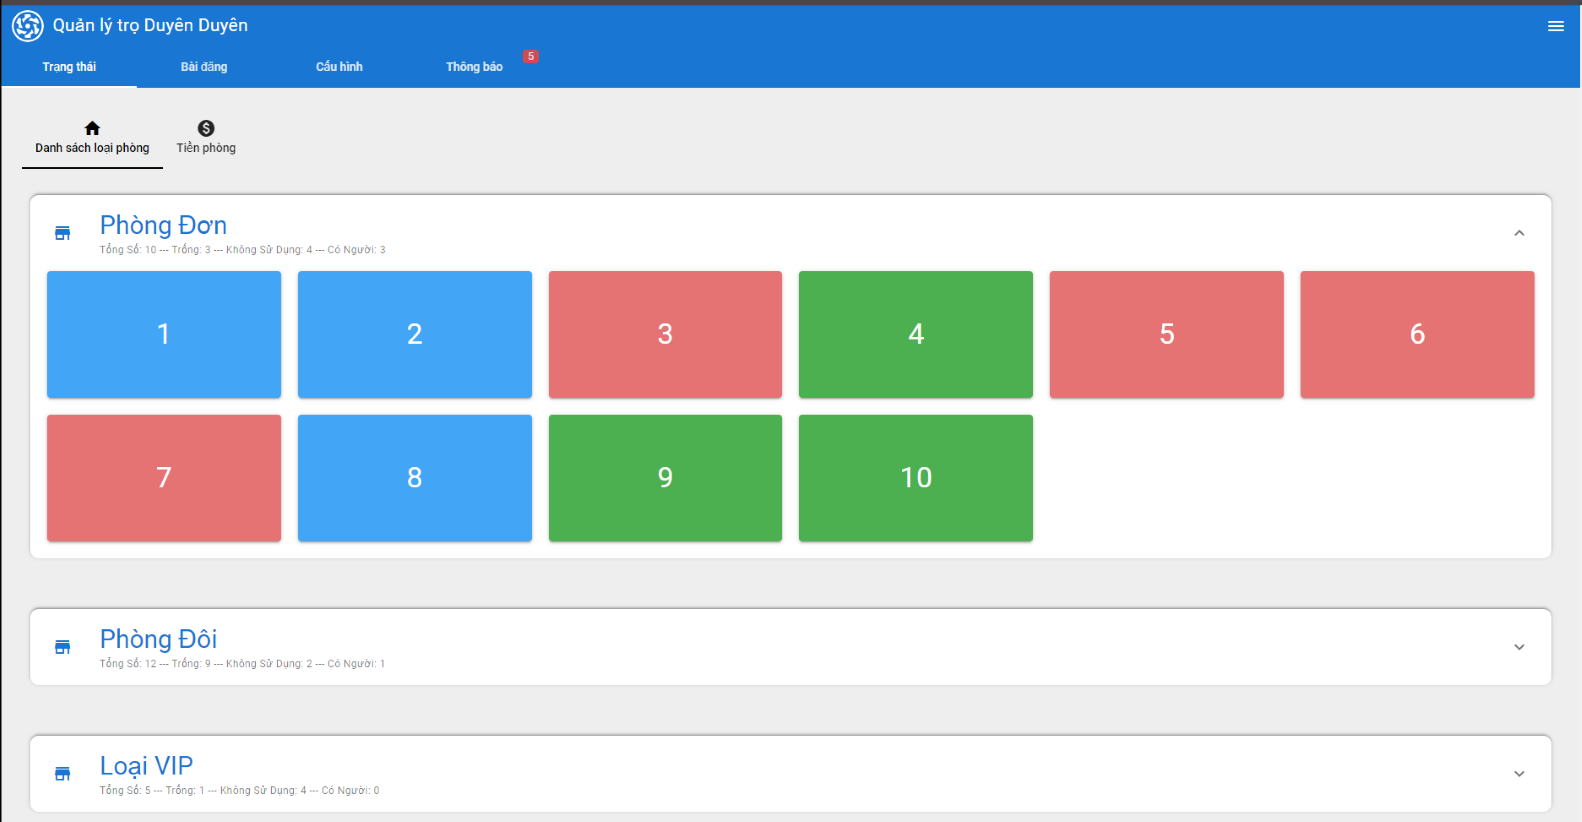 Quản lý trọ Duyên Duyên
Trạng thái Bài đăng Cấu hình Thông báo 5
Danh sách loại phòng Tiền phòng
Phòng Đơn
Tổng Số: 10 --- Trống: 3 --- Không Sử Dụng: 4 --- Có Người: 3
1 2 3 4 5 6
7 8 9 10
Phòng Đôi
Tổng Số: 12 --- Trống: 9 --- Không Sử Dụng: 2 --- Có Người: 1
Loại VIP
Tổng Số: 5 --- Trống: 1 --- Không Sử Dụng: 4 --- Có Người: 0